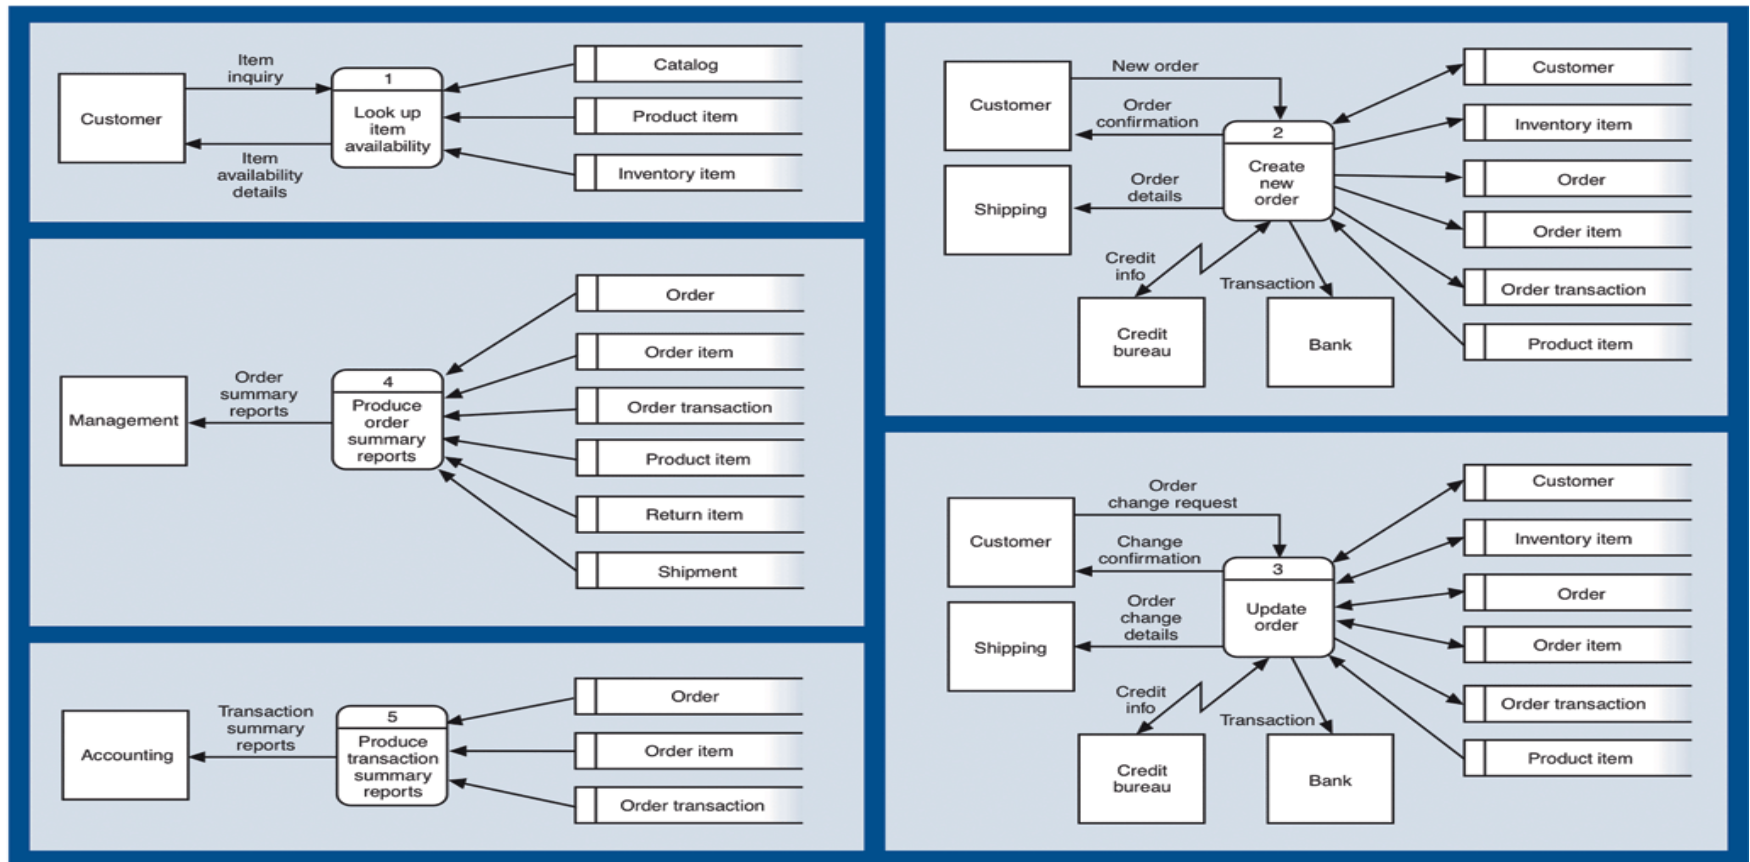 Customer
Item
inquiry
Item
availability
details
1
Look up
item
availability
Catalog
Product item
Inventory item
Management
Order
summary
reports
4
Produce
order
summary
reports
Order
Order item
Order transaction
Product item
Return item
Shipment
Accounting
Transaction
summary
reports
5
Produce
transaction
summary
reports
Order
Order item
Order transaction
Customer
New order
Order
confirmation
Shipping
Order
details
2
Create
new
order
Credit
info
Transaction
Credit
bureau
Bank
Customer
Inventory item
Order
Order item
Order transaction
Product item
Customer
Order
change request
Change
confirmation
Shipping
Order
change
details
3
Update
order
Credit
info
Transaction
Credit
bureau
Bank
Customer
Inventory item
Order
Order item
Order transaction
Product item